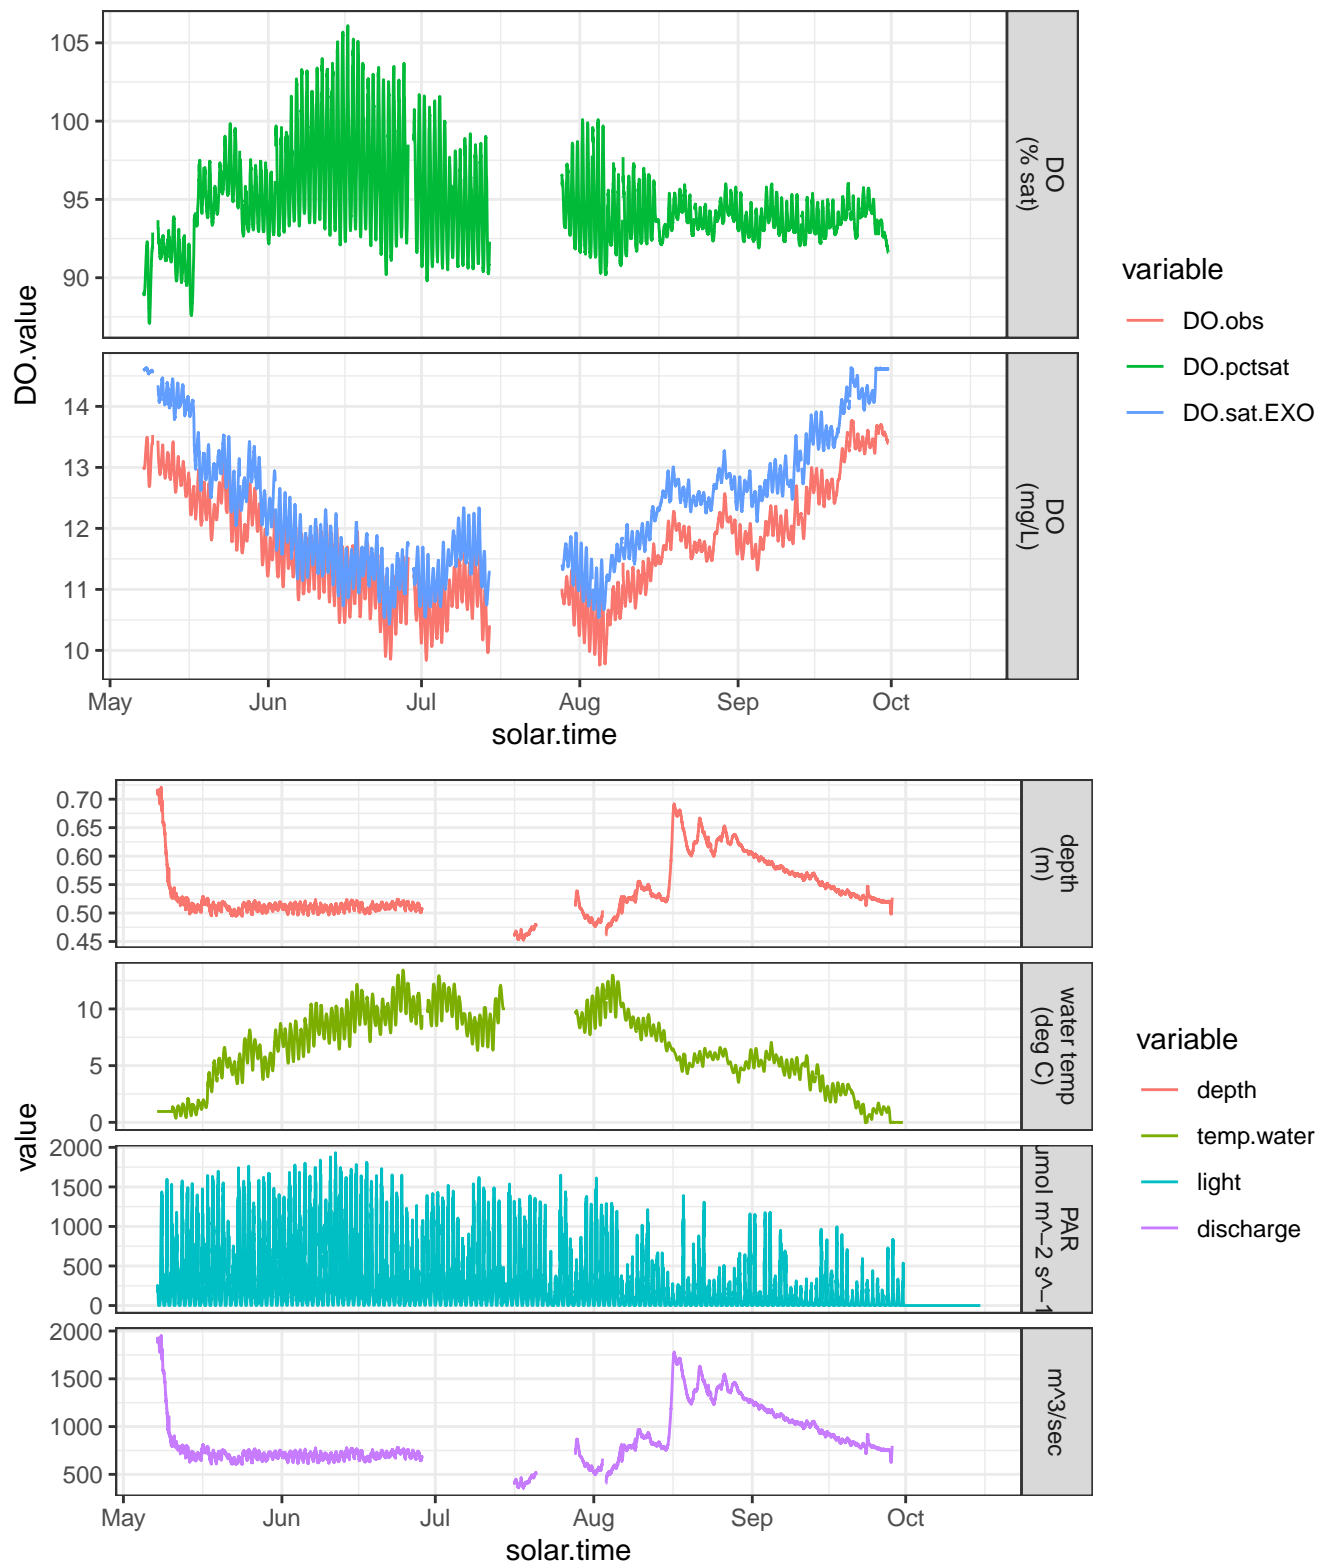 105
100
95
90
DO
(% sat)
14
13
12
11
10
DO
(mg/L)
DO.value
May Jun Jul Aug Sep Oct
solar.time
variable
DO.obs
DO.pctsat
DO.sat.EXO
0.70
0.65
0.60
0.55
0.50
0.45
depth
(m)
10
5
0
water temp
(deg C)
2000
1500
1000
500
0
PAR
umol m^−2 s^−1
2000
1500
1000
500
m^3/sec
value
May Jun Jul Aug Sep Oct
solar.time
variable
depth
temp.water
light
discharge